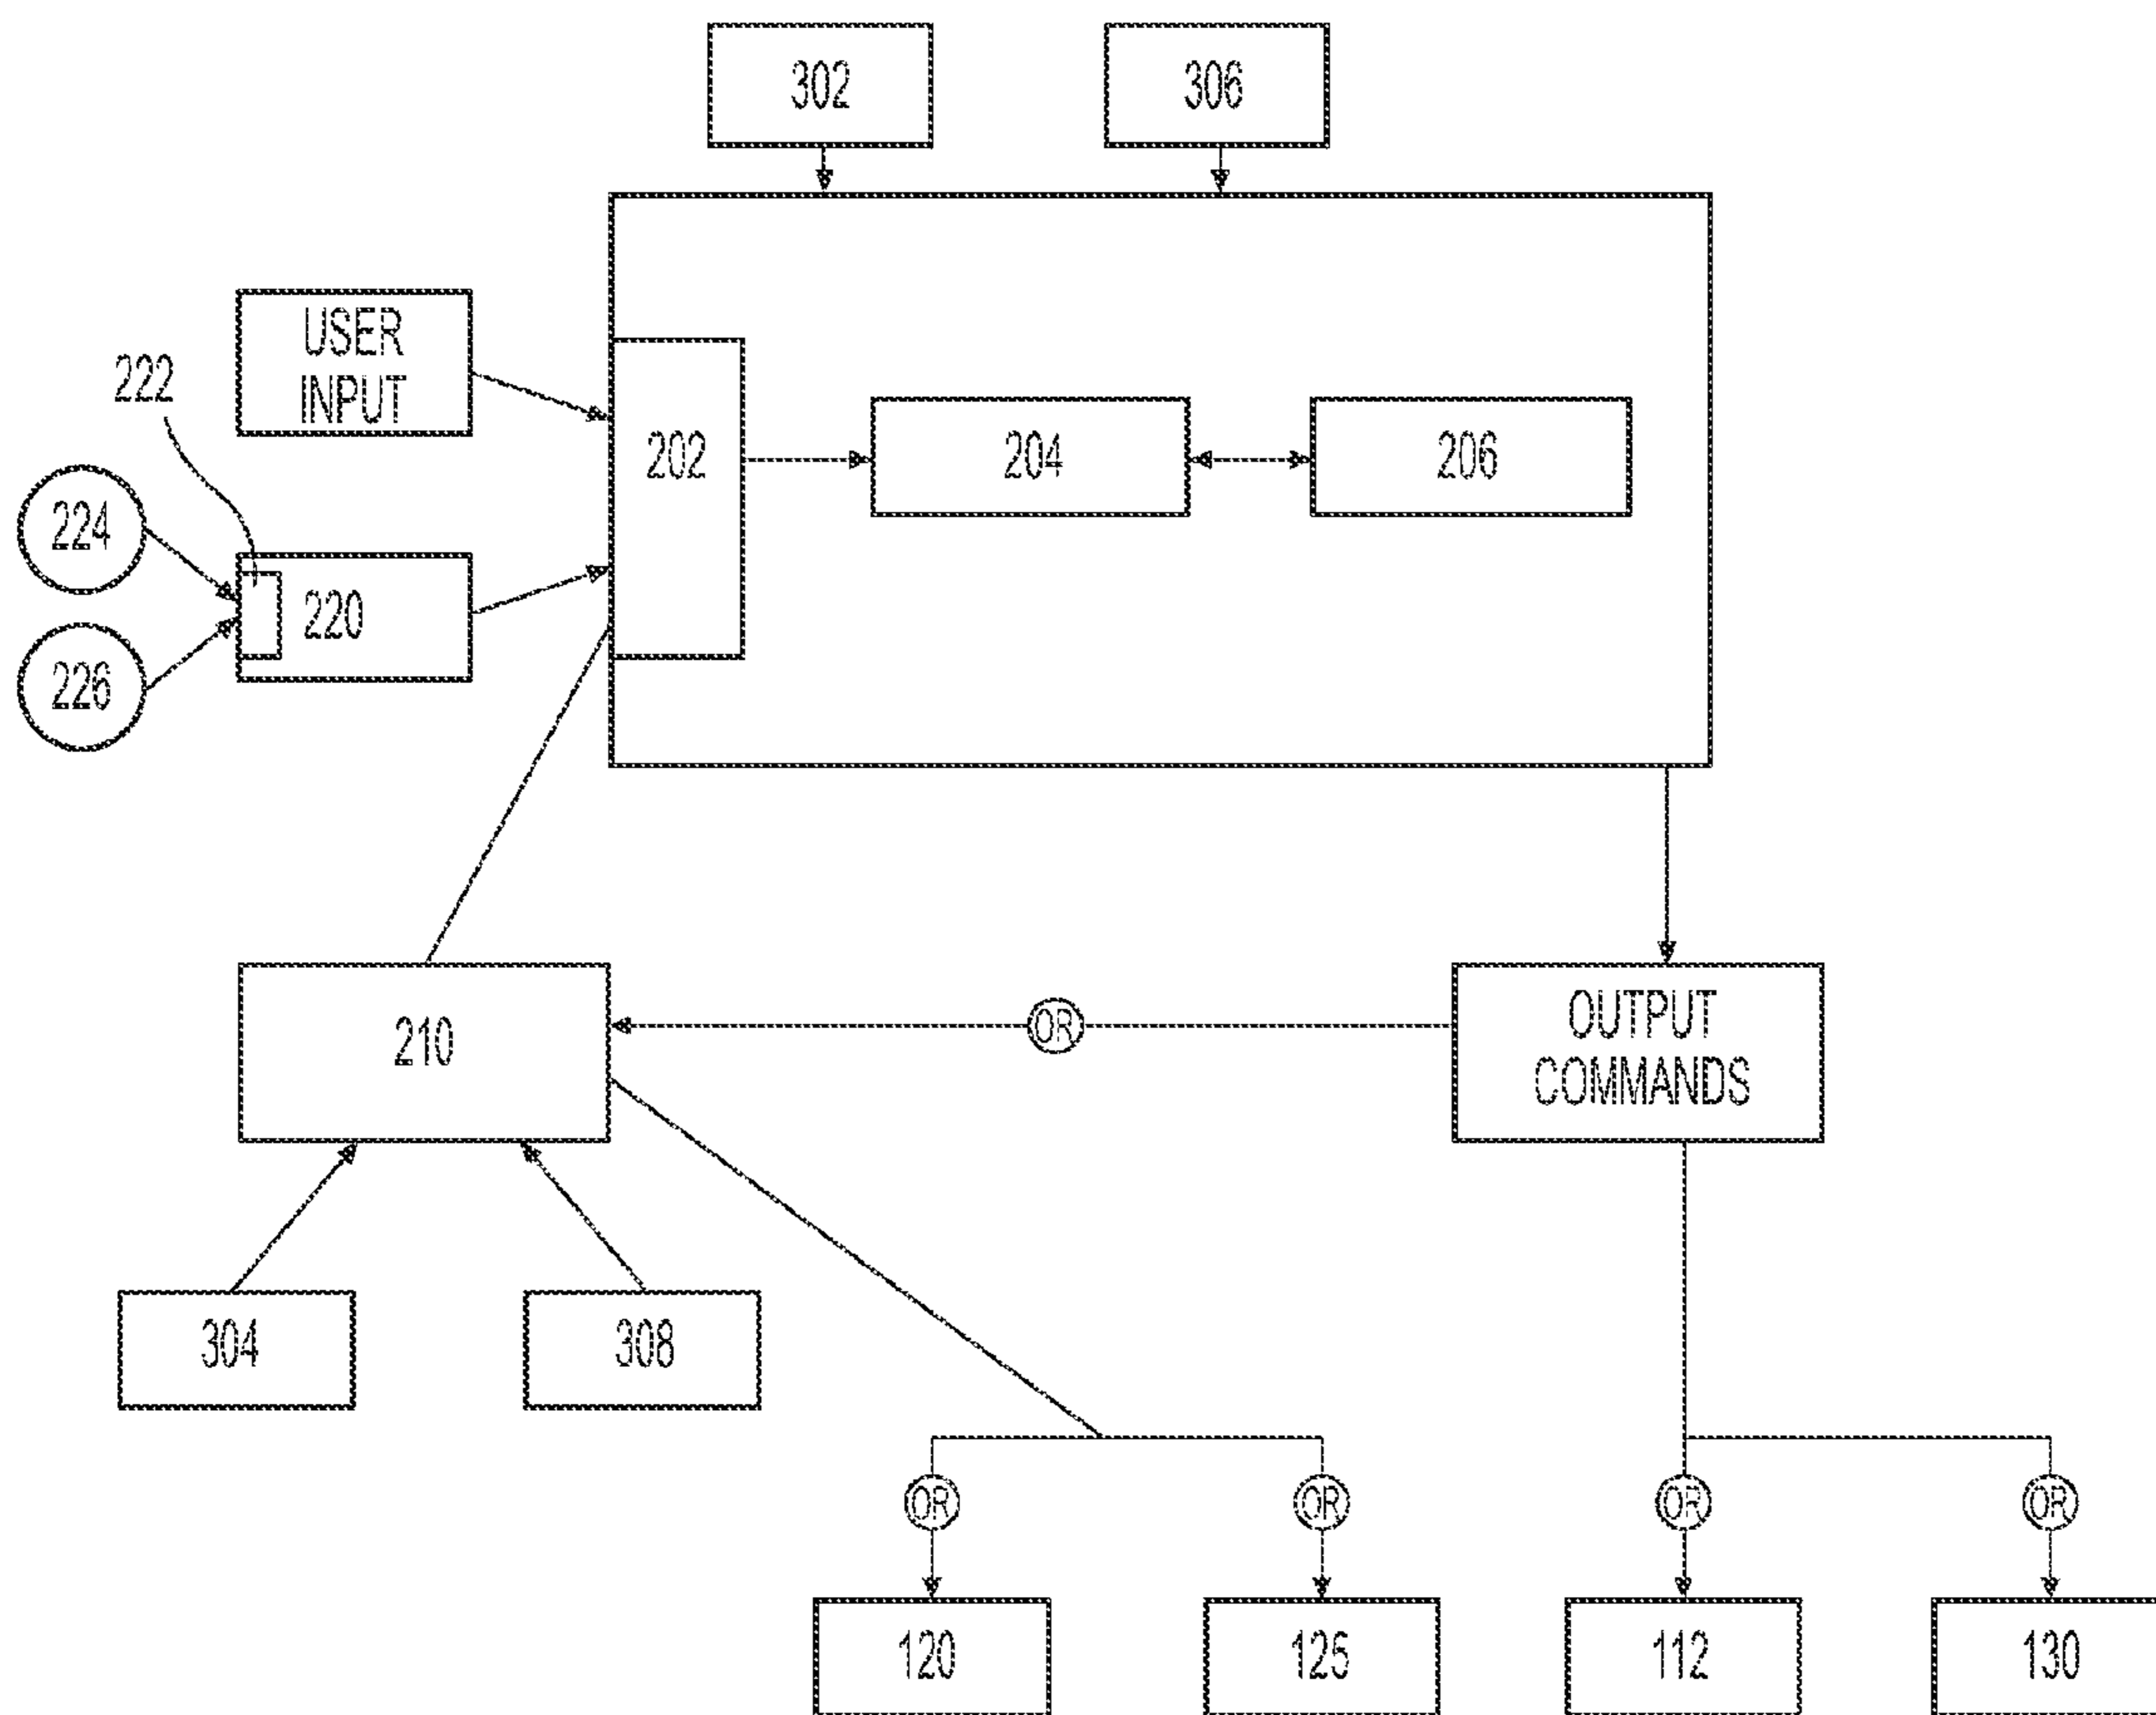 302
306
USER
INPUT
222
202
204
206
224
220
226
210
OR
OUTPUT
COMMANDS
304
308
OR
OR
OR
OR
120
125
112
130